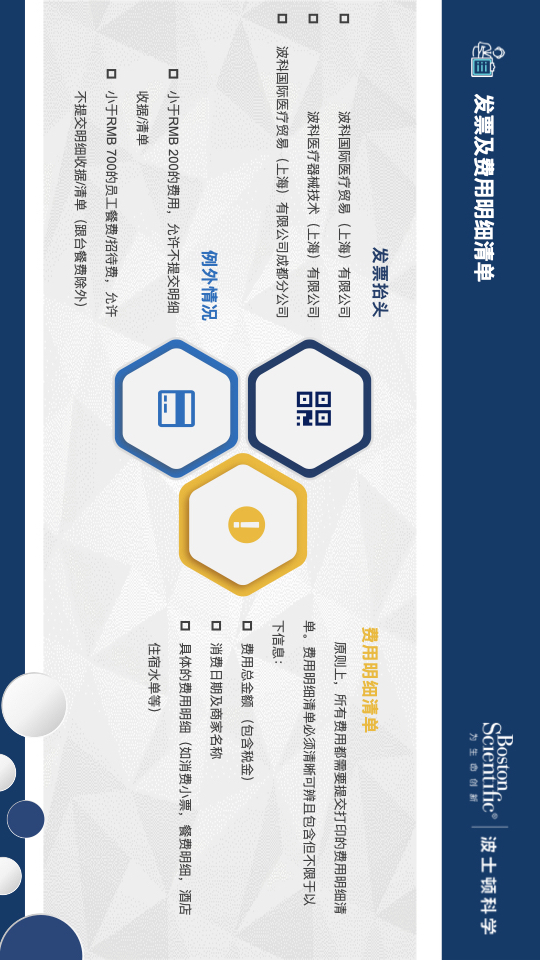 发票及费用明细清单
Boston
Scientific®
为生命创新
波士顿科学
发票抬头
波科国际医疗贸易（上海）有限公司
波科医疗器械技术（上海）有限公司
波科国际医疗贸易（上海）有限公司成都分公司
例外情况
小于RMB 200的费用，允许不提交明细
收据/清单
小于RMB 700的员工餐费/招待费，允许
不提交明细收据/清单（跟台餐费除外）
费用明细清单
原则上，所有费用都需要提交打印的费用明细清
单。费用明细清单必须清晰可辨且包含但不限于以
下信息：
费用总金额（包含税金）
消费日期及商家名称
具体的费用明细（如消费小票，餐费明细，酒店
住宿水单等）